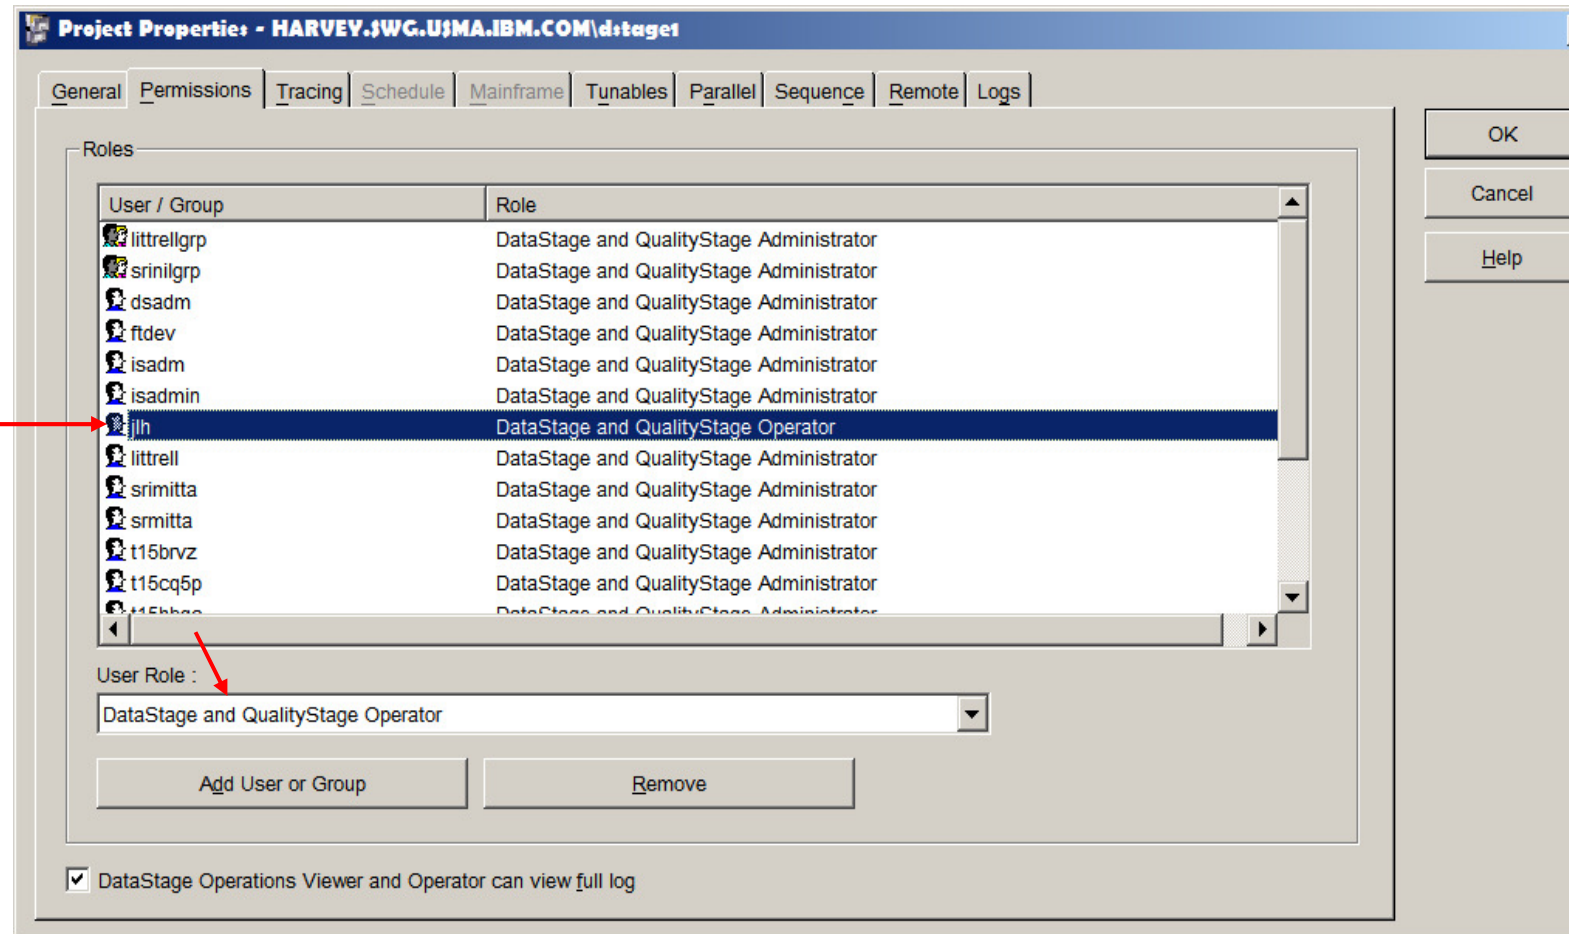 Project Properties - HARVEY.SWG.USMA.IBM.COM\dstage1
General Permissions Tracing Schedule Mainframe Tunables Parallel Sequence Remote Logs
OK
Cancel
Help
Roles
User / Group Role
littrellgrp DataStage and QualityStage Administrator
srinilgrp DataStage and QualityStage Administrator
dsadm DataStage and QualityStage Administrator
ftdev DataStage and QualityStage Administrator
isadm DataStage and QualityStage Administrator
isadmin DataStage and QualityStage Administrator
jlh DataStage and QualityStage Operator
littrell DataStage and QualityStage Administrator
srimitta DataStage and QualityStage Administrator
srmitta DataStage and QualityStage Administrator
t15brvz DataStage and QualityStage Administrator
t15cq5p DataStage and QualityStage Administrator
DataStage and QualityStage Administrator
User Role :
DataStage and QualityStage Operator
Add User or Group Remove
DataStage Operations Viewer and Operator can view full log